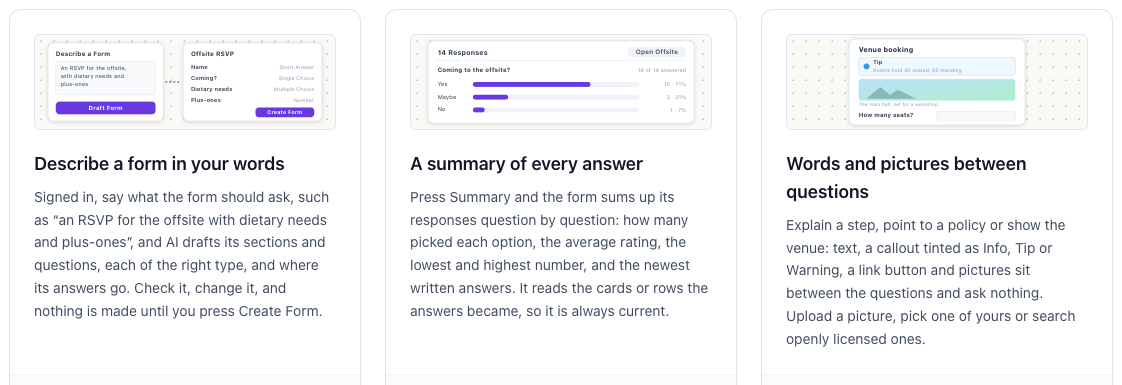 Describe a Form
An RSVP for the offsite,
with dietary needs and
plus-ones
Draft Form
Offsite RSVP
Name Short Answer
Coming? Single Choice
Dietary needs Multiple Choice
Plus-ones Number
Create Form
Describe a form in your words
Signed in, say what the form should ask, such
as “an RSVP for the offsite with dietary needs
and plus-ones”, and AI drafts its sections and
questions, each of the right type, and where
its answers go. Check it, change it, and
nothing is made until you press Create Form.
14 Responses Open Offsite
Coming to the offsite? 14 of 14 answered
Yes 10 · 71%
Maybe 3 · 21%
No 1 · 7%
A summary of every answer
Press Summary and the form sums up its
responses question by question: how many
picked each option, the average rating, the
lowest and highest number, and the newest
written answers. It reads the cards or rows the
answers became, so it is always current.
Venue booking
Tip
Rooms hold 40 seated, 60 standing.
The main hall, set for a workshop
How many seats?
Words and pictures between
questions
Explain a step, point to a policy or show the
venue: text, a callout tinted as Info, Tip or
Warning, a link button and pictures sit
between the questions and ask nothing.
Upload a picture, pick one of yours or search
openly licensed ones.